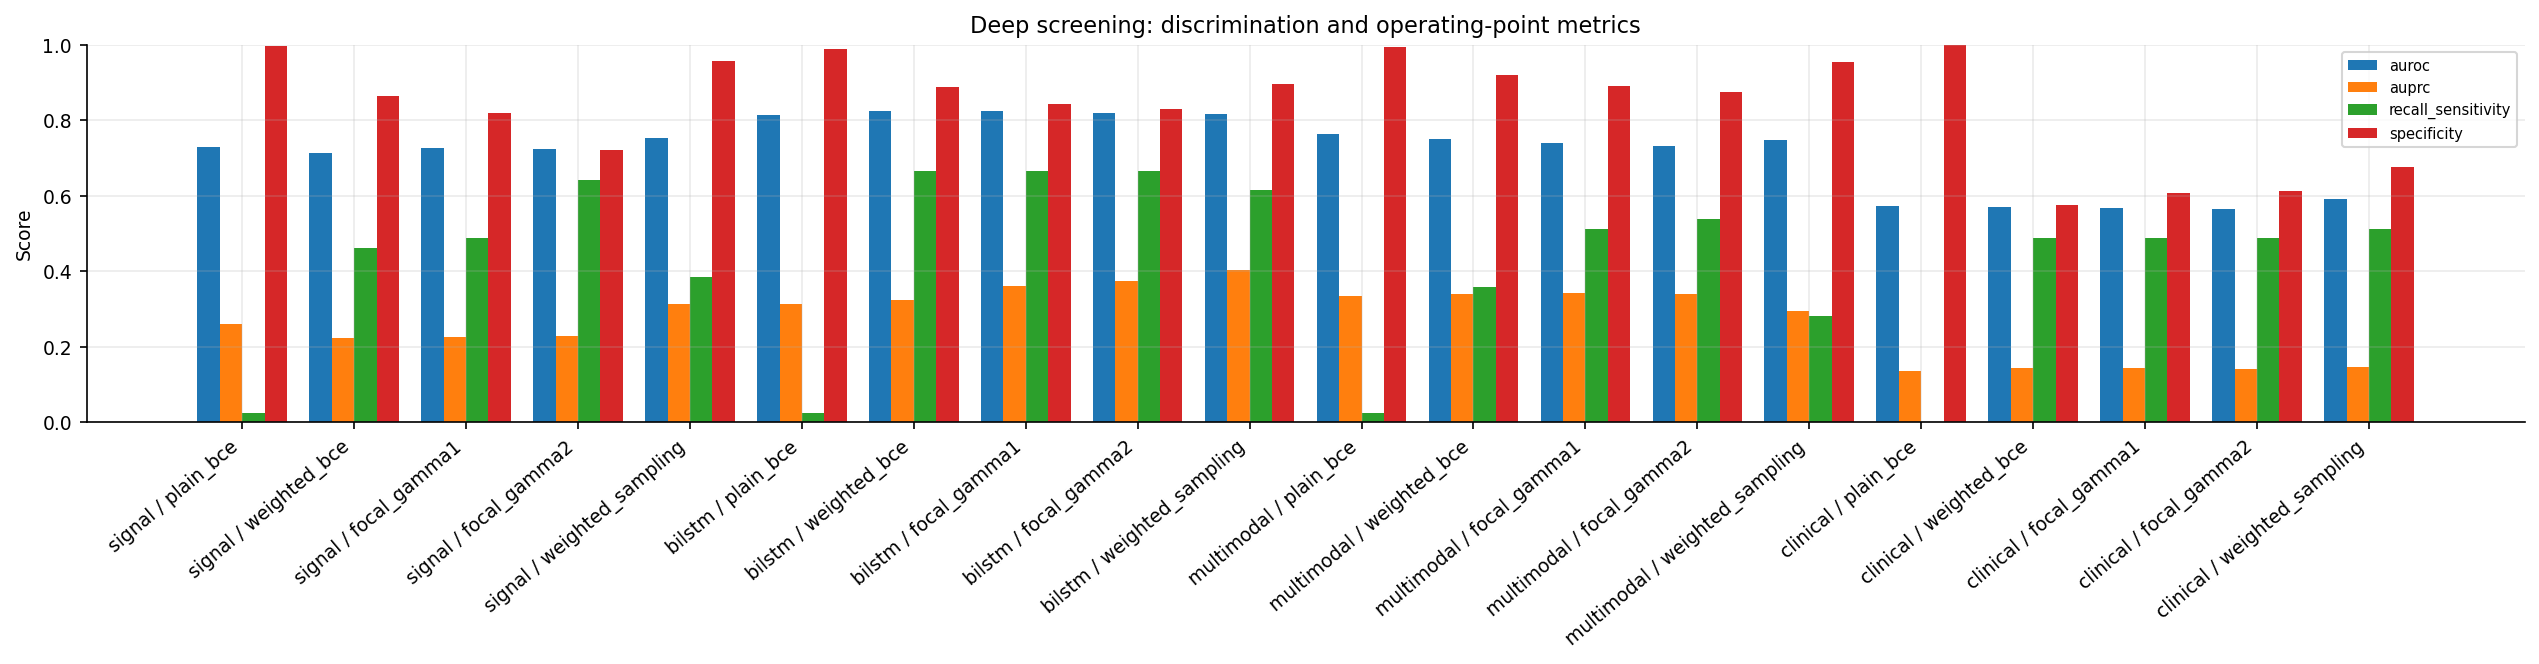 Deep screening: discrimination and operating-point metrics
Score
1.0
0.8
0.6
0.4
0.2
0.0
auroc
auprc
recall_sensitivity
specificity
signal / plain_bce
signal / weighted_bce
signal / focal_gamma1
signal / focal_gamma2
signal / weighted_sampling
bilstm / plain_bce
bilstm / weighted_bce
bilstm / focal_gamma1
bilstm / focal_gamma2
bilstm / weighted_sampling
multimodal / plain_bce
multimodal / weighted_bce
multimodal / focal_gamma1
multimodal / focal_gamma2
multimodal / weighted_sampling
clinical / plain_bce
clinical / weighted_bce
clinical / focal_gamma1
clinical / focal_gamma2
clinical / weighted_sampling